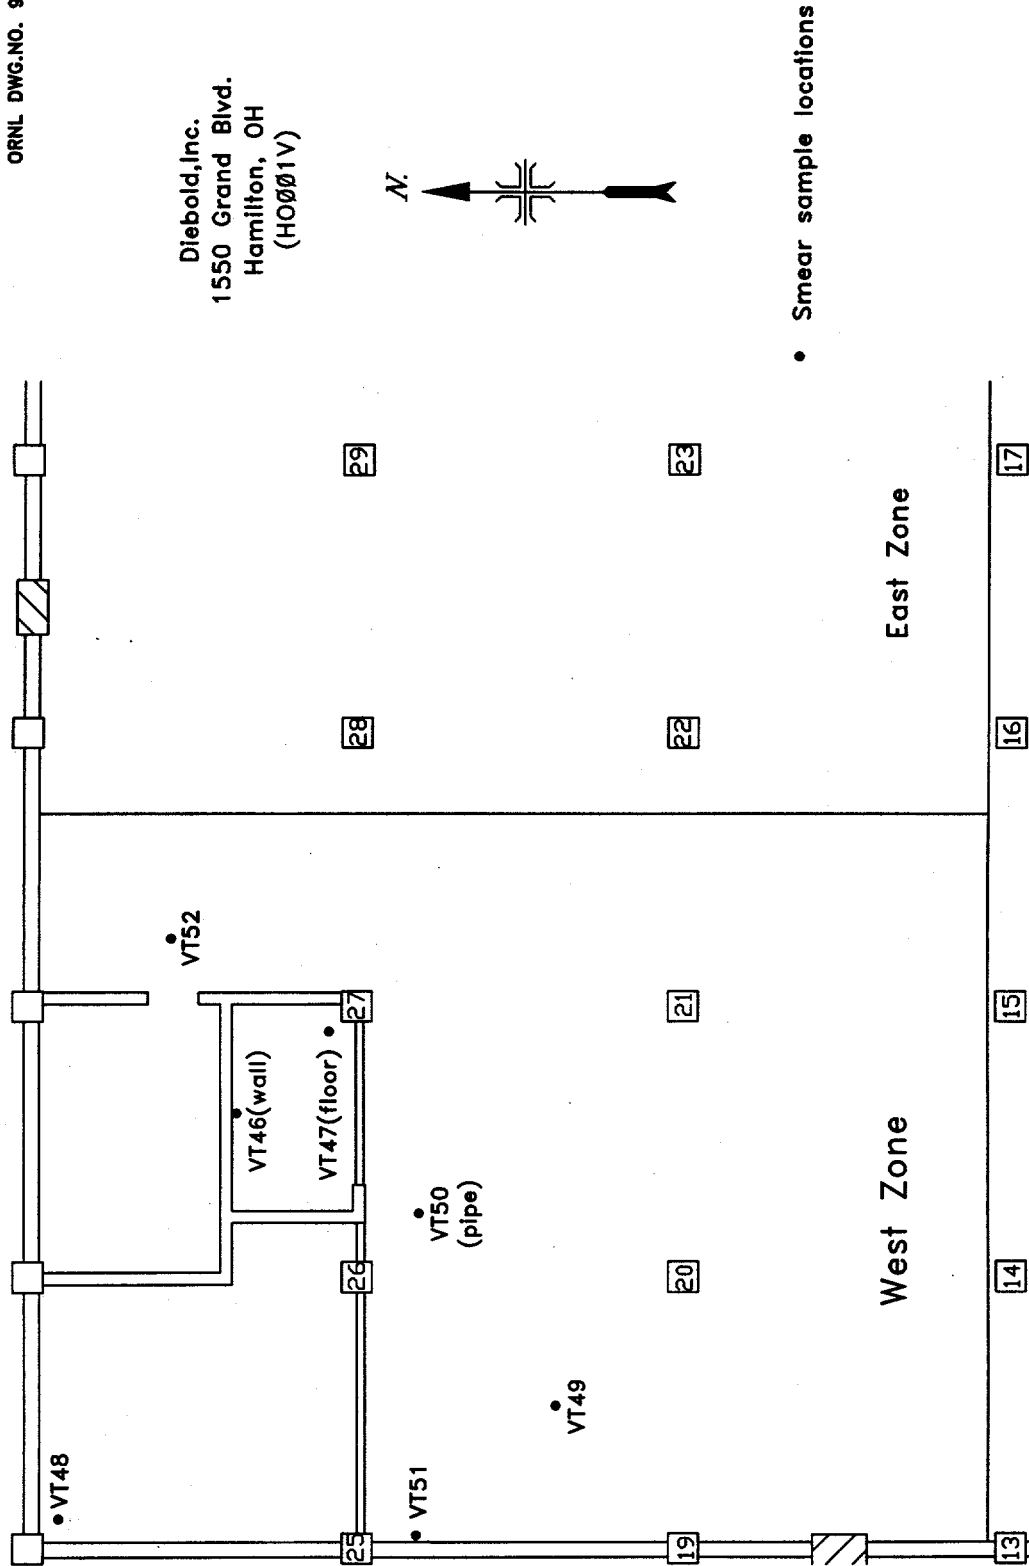 ORNL DWG.NO. 9
Diebold,Inc.
1550 Grand Blvd.
Hamilton, OH
(HOØØ1V)
N.
• Smear sample locations
VT48
VT46(wall)
VT47(floor)
VT52
VT51
VT50
(pipe)
VT49
25
26
27
28
29
19
20
21
22
23
West Zone
East Zone
13
14
15
16
17